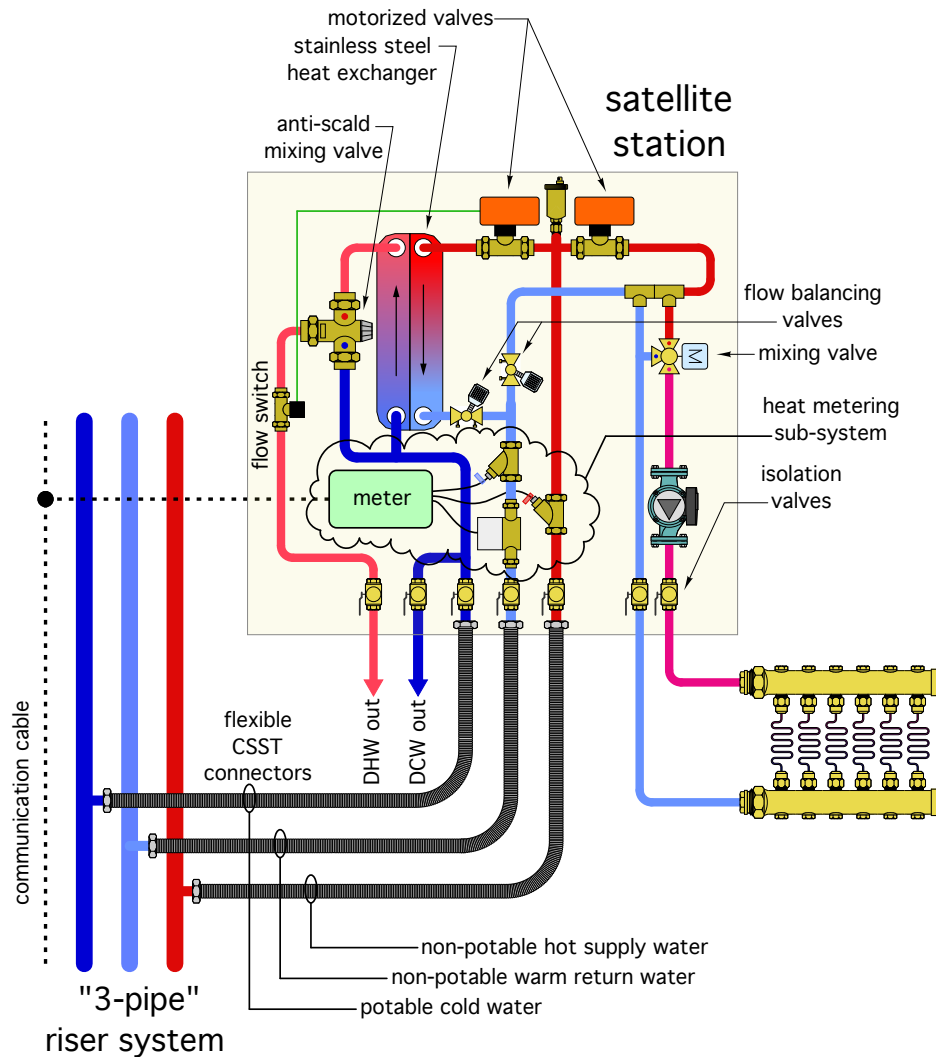 motorized valves
stainless steel
heat exchanger
satellite
station
anti-scald
mixing valve
flow balancing
valves
mixing valve
M
flow switch
heat metering
sub-system
meter
isolation
valves
communication cable
DHW out
DCW out
flexible
CSST
connectors
non-potable hot supply water
non-potable warm return water
potable cold water
"3-pipe"
riser system